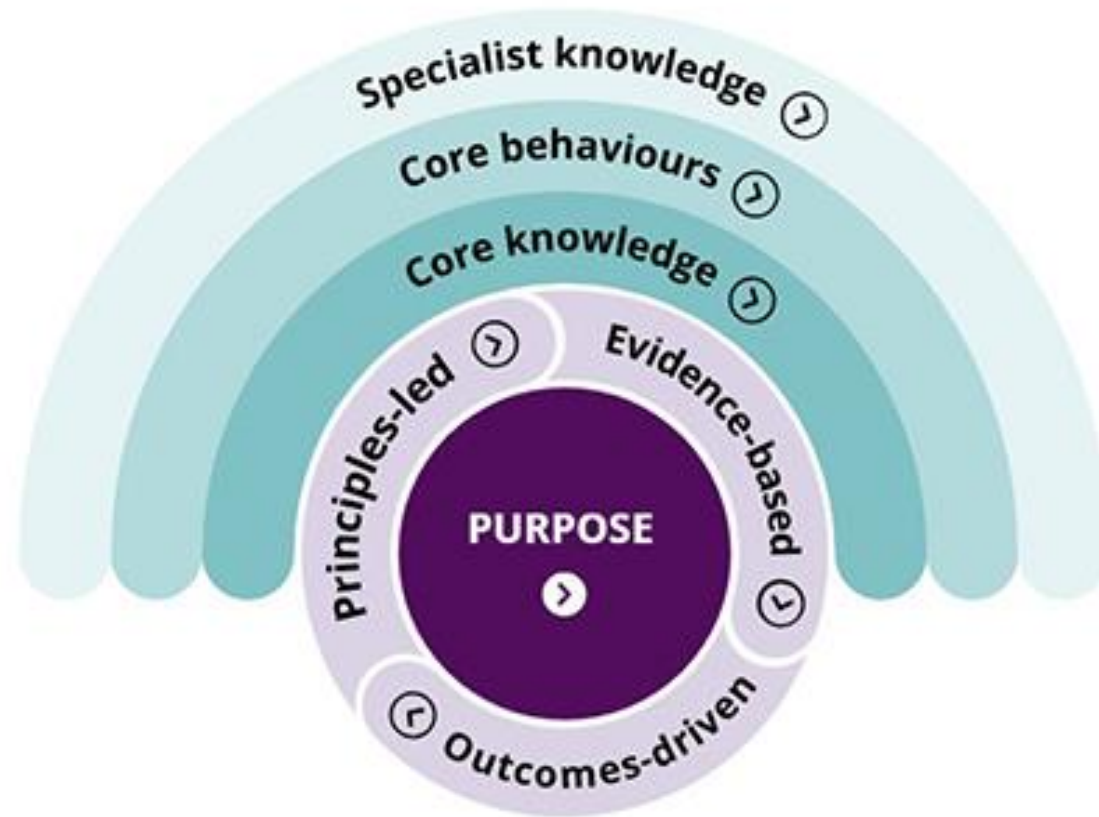 Specialist knowledge
Core behaviours
Core knowledge
Principles-led
Evidence-based
PURPOSE
Outcomes-driven